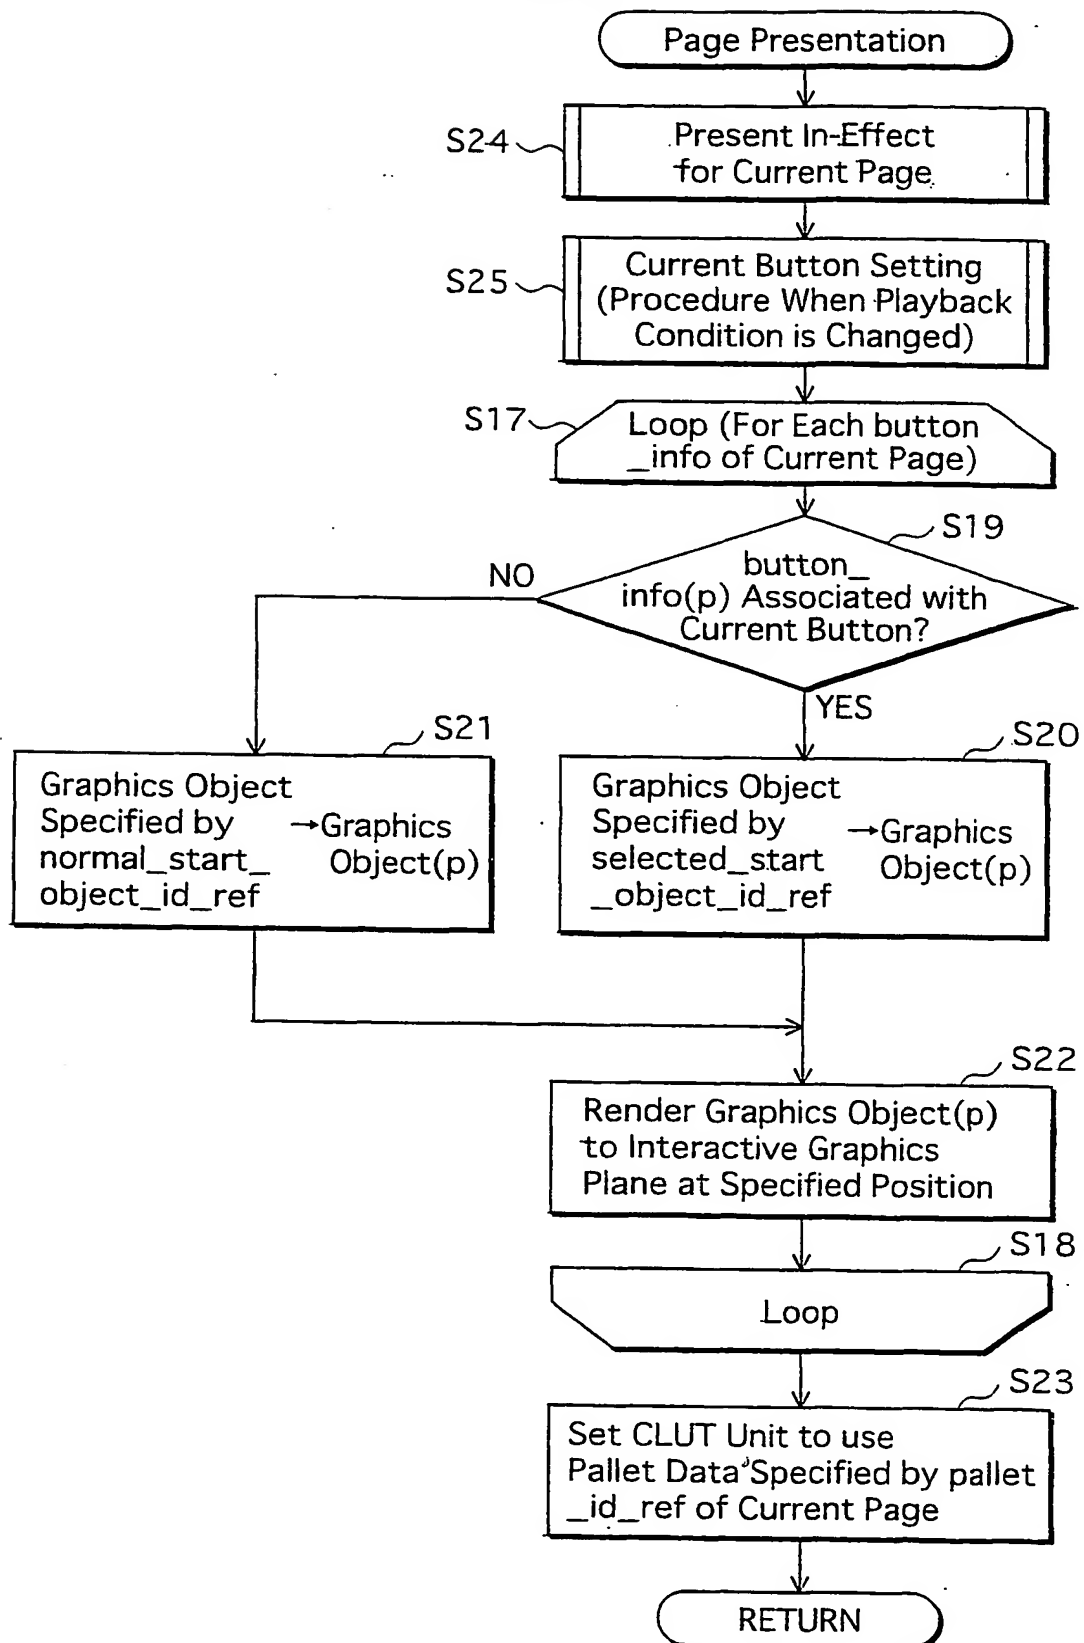 Page Presentation
S24
Present In-Effect
for Current Page
S25
Current Button Setting
(Procedure When Playback
Condition is Changed)
S17
Loop (For Each button
_info of Current Page)
S19
button_
info(p) Associated with
Current Button?
NO
YES
S21
Graphics Object
Specified by →Graphics
normal_start_ Object(p)
object_id_ref
S20
Graphics Object
Specified by →Graphics
selected_start Object(p)
_object_id_ref
S22
Render Graphics Object(p)
to Interactive Graphics
Plane at Specified Position
S18
Loop
S23
Set CLUT Unit to use
Pallet Data Specified by pallet
_id_ref of Current Page
RETURN